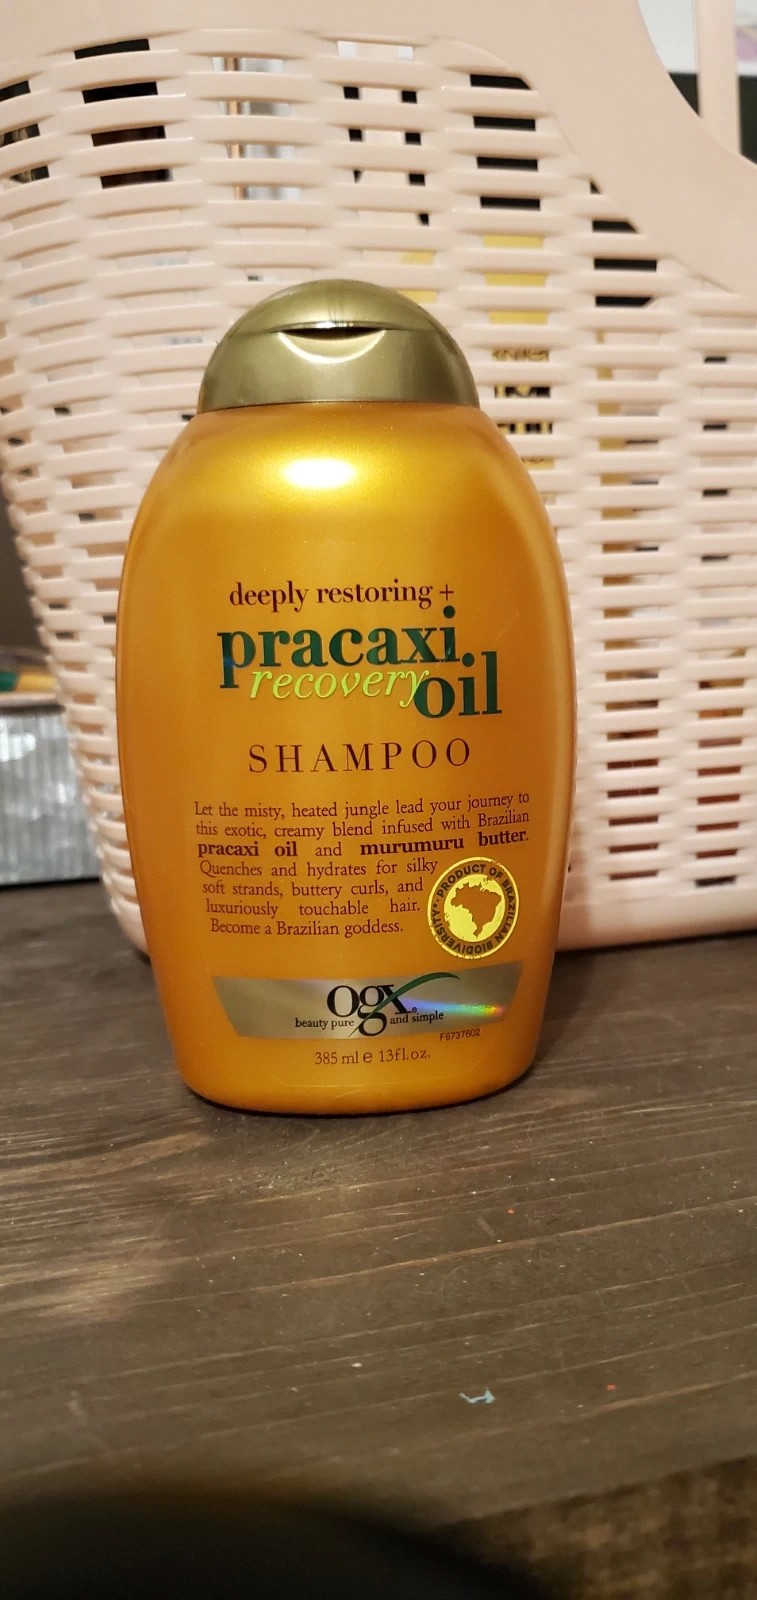 deeply restoring +
pracaxi
recovery oil
SHAMPOO
Let the misty, heated jungle lead your journey to
this exotic, creamy blend infused with Brazilian
pracaxi oil and murumuru butter.
Quenches and hydrates for silky
soft strands, buttery curls, and
luxuriously touchable hair.
Become a Brazilian goddess.
PRODUCT OF BRAZILIAN BIODIVERSITY
ogx®
beauty pure and simple
F6737602
385 ml e 13fl.oz.